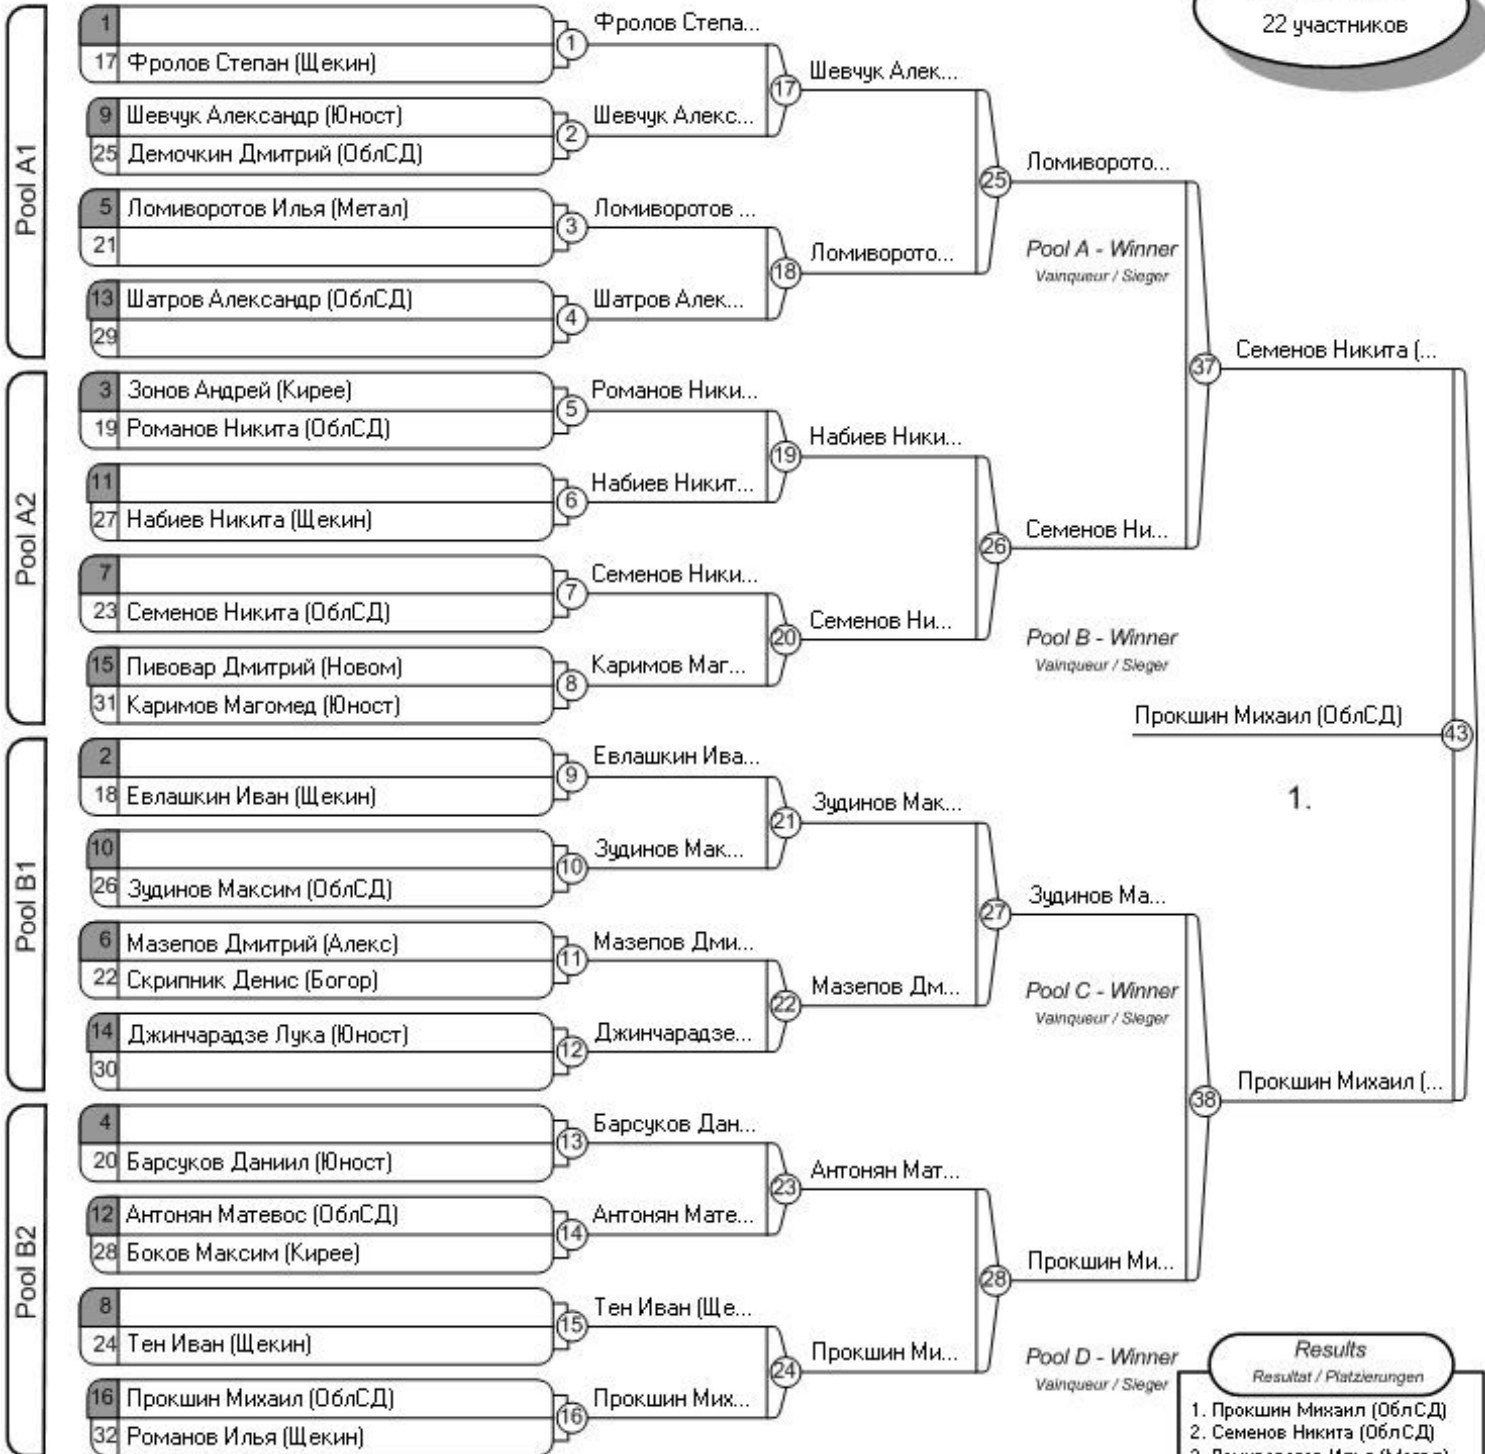 22 участников
Pool A1
1
17 Фролов Степан (Щекин)
1
Фролов Степа...
9 Шевчук Александр (Юност)
25 Демочкин Дмитрий (ОблСД)
2
Шевчук Алекс...
17
Шевчук Алек...
5 Ломиворотов Илья (Метал)
21
3
Ломиворотов ...
13 Шатров Александр (ОблСД)
29
4
Шатров Алек...
18
Ломиворото...
25
Ломиворото...
Pool A - Winner
Vainqueur / Sieger
Pool A2
3 Зонов Андрей (Кирее)
19 Романов Никита (ОблСД)
5
Романов Ники...
11
27 Набиев Никита (Щекин)
6
Набиев Никит...
19
Набиев Ники...
7
23 Семенов Никита (ОблСД)
7
Семенов Ники...
15 Пивовар Дмитрий (Новом)
31 Каримов Магомед (Юност)
8
Каримов Маг...
20
Семенов Ни...
26
Семенов Ни...
37
Семенов Никита (...
Pool B - Winner
Vainqueur / Sieger
Прокшин Михаил (ОблСД)
43
1.
Pool B1
2
18 Евлашкин Иван (Щекин)
9
Евлашкин Ива...
10
26 Зудинов Максим (ОблСД)
10
Зудинов Мак...
21
Зудинов Мак...
6 Мазепов Дмитрий (Алекс)
22 Скрипник Денис (Богор)
11
Мазепов Дми...
14 Джинчарадзе Лука (Юност)
30
12
Джинчарадзе...
22
Мазепов Дм...
27
Зудинов Ма...
Pool C - Winner
Vainqueur / Sieger
Pool B2
4
20 Барсуков Даниил (Юност)
13
Барсуков Дан...
12 Антонян Матевос (ОблСД)
28 Боков Максим (Кирее)
14
Антонян Мате...
23
Антонян Мат...
8
24 Тен Иван (Щекин)
15
Тен Иван (Ще...
16 Прокшин Михаил (ОблСД)
32 Романов Илья (Щекин)
16
Прокшин Мих...
24
Прокшин Ми...
28
Прокшин Ми...
38
Прокшин Михаил (...
Pool D - Winner
Vainqueur / Sieger
Results
Resultat / Platzierungen
1. Прокшин Михаил (ОблСД)
2. Семенов Никита (ОблСД)